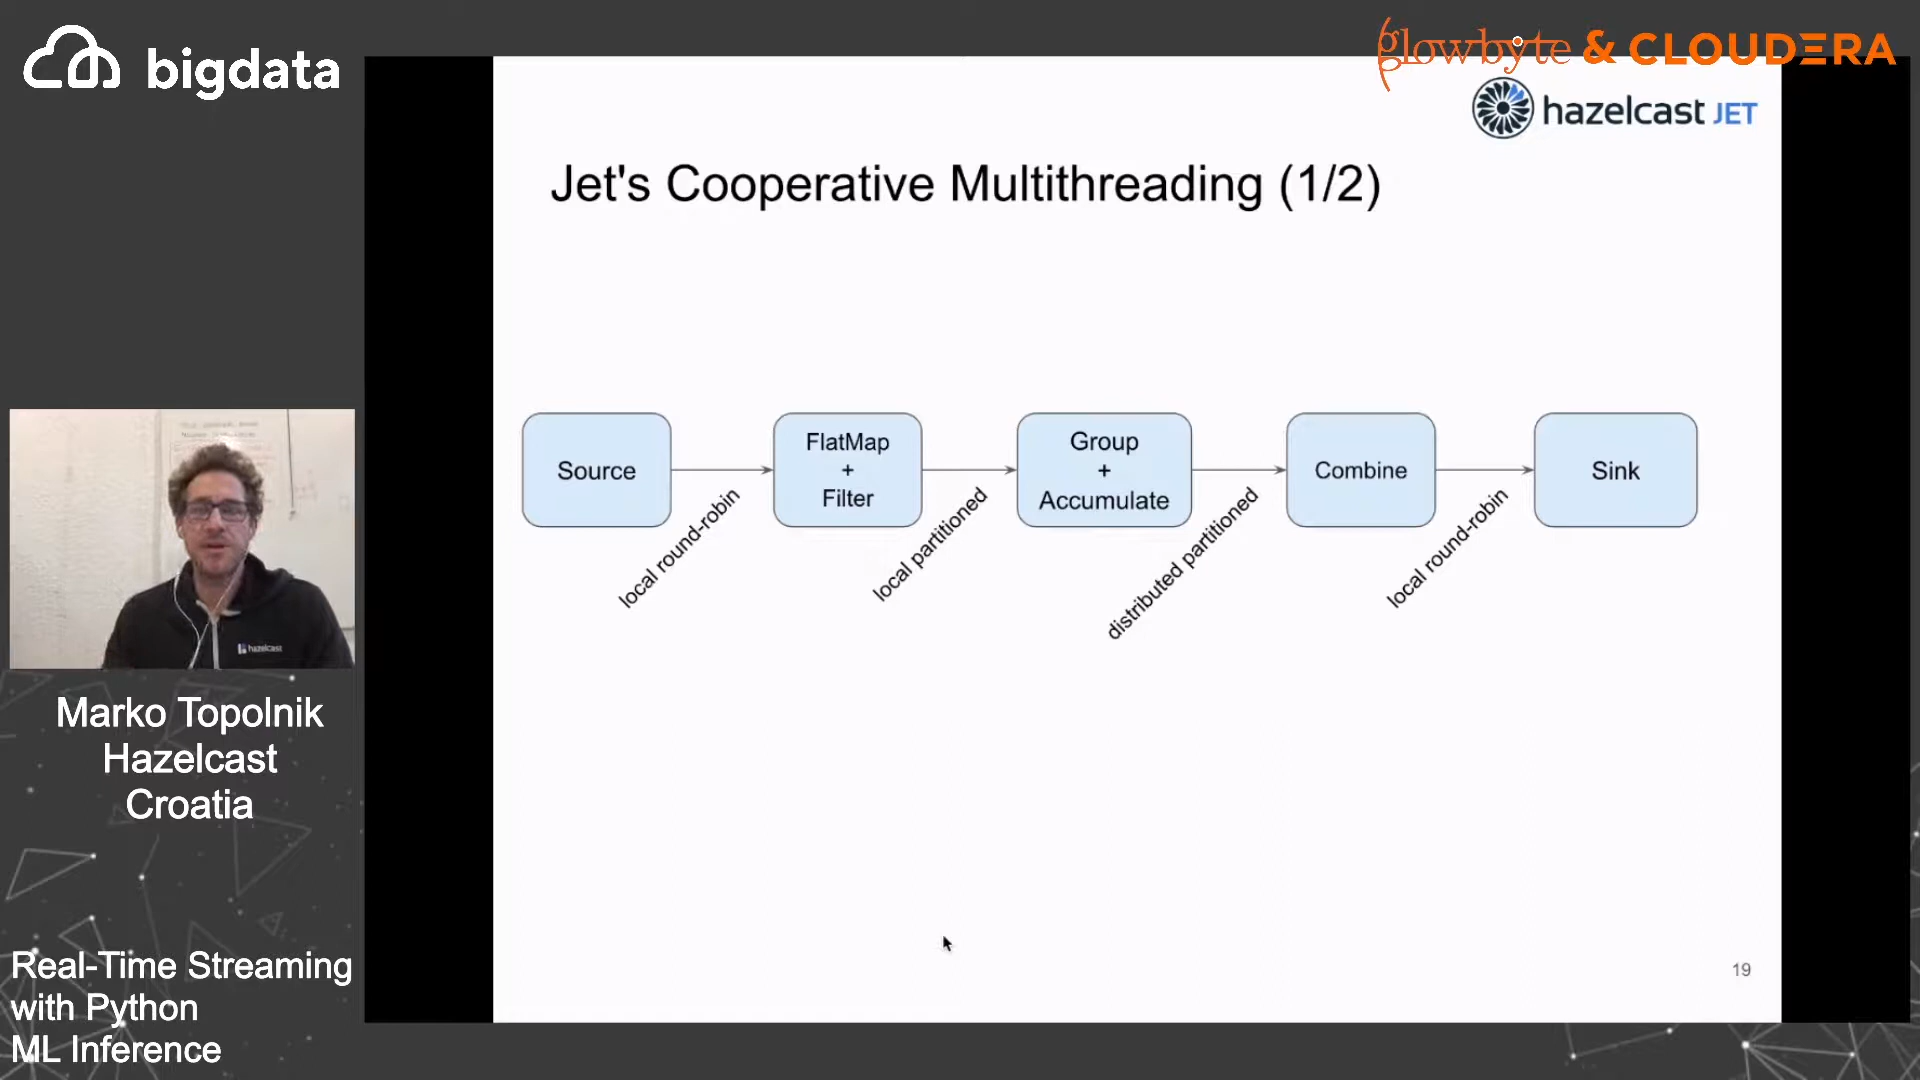 bigdata
glowbyte & CLOUDERA
hazelcast JET
Jet's Cooperative Multithreading (1/2)
Source
local round-robin
FlatMap
+
Filter
local partitioned
Group
+
Accumulate
distributed partitioned
Combine
local round-robin
Sink
19
hazelcast
Marko Topolnik
Hazelcast
Croatia
Real-Time Streaming
with Python
ML Inference